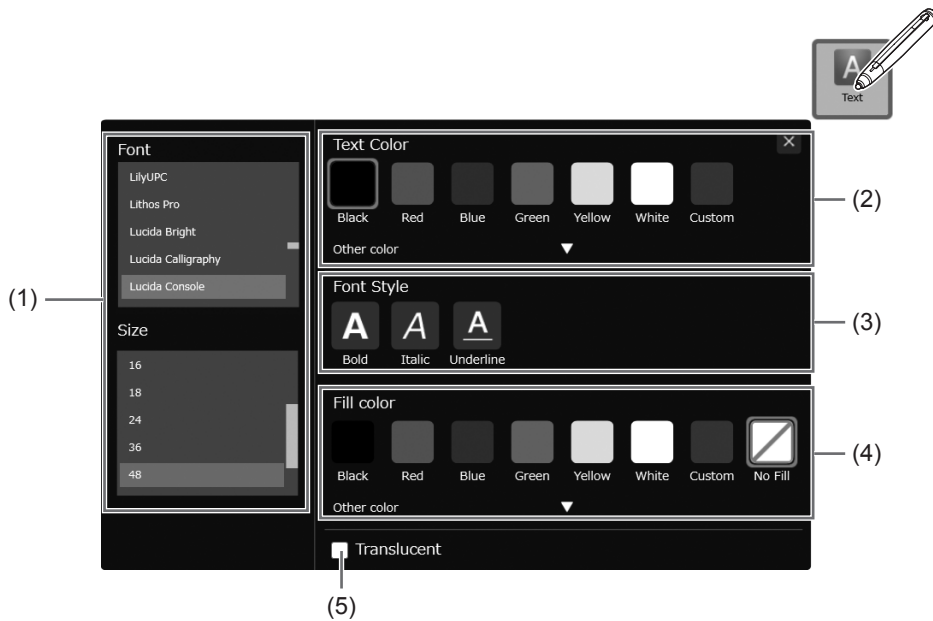 A
Text
Font
LilyUPC
Lithos Pro
Lucida Bright
Lucida Calligraphy
Lucida Console
Size
16
18
24
36
48
Text Color
×
Black Red Blue Green Yellow White Custom
Other color
Font Style
A A A
Bold Italic Underline
Fill color
Black Red Blue Green Yellow White Custom No Fill
Other color
Translucent
(1)
(2)
(3)
(4)
(5)